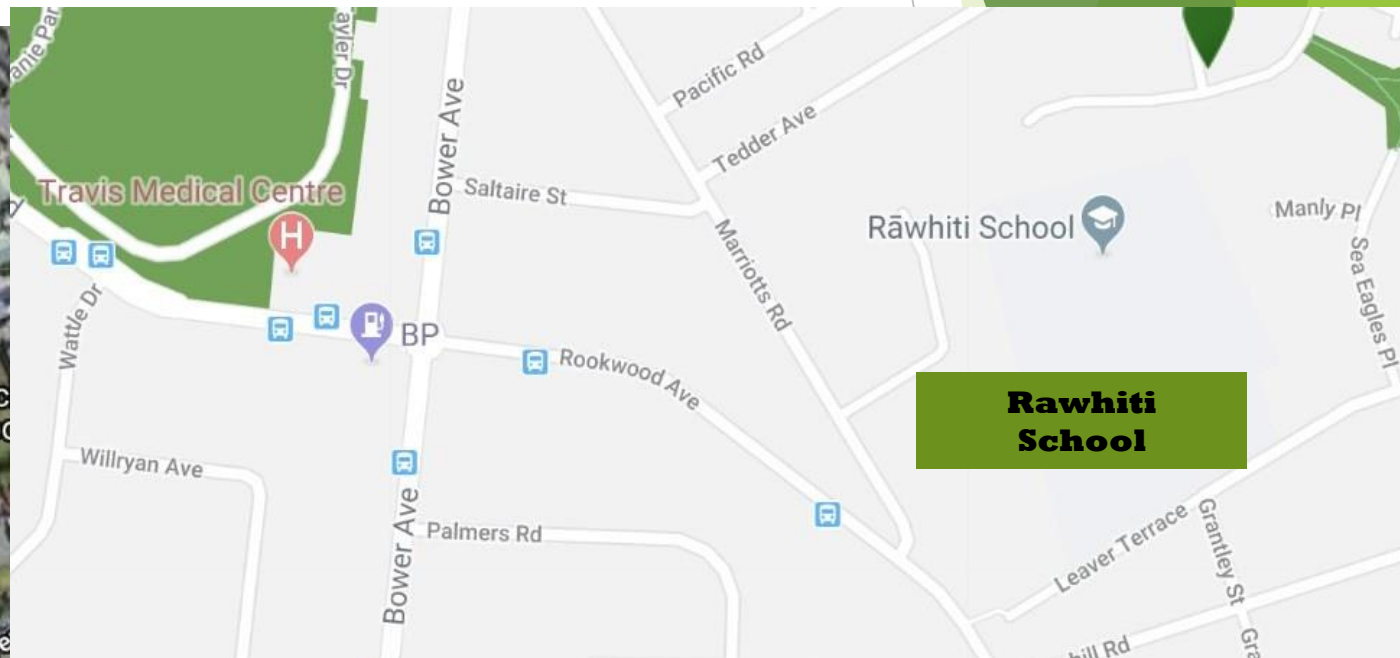 Pacific Rd
Tedder Ave
Bower Ave
Travis Medical Centre
H
Saltaire St
Rāwhiti School
Manly Pl
Marriotts Rd
Sea Eagles Pl
Wattle Dr
BP
Rookwood Ave
Rawhiti
School
Willryan Ave
Bower Ave
Palmers Rd
Leaver Terrace
Grantley St